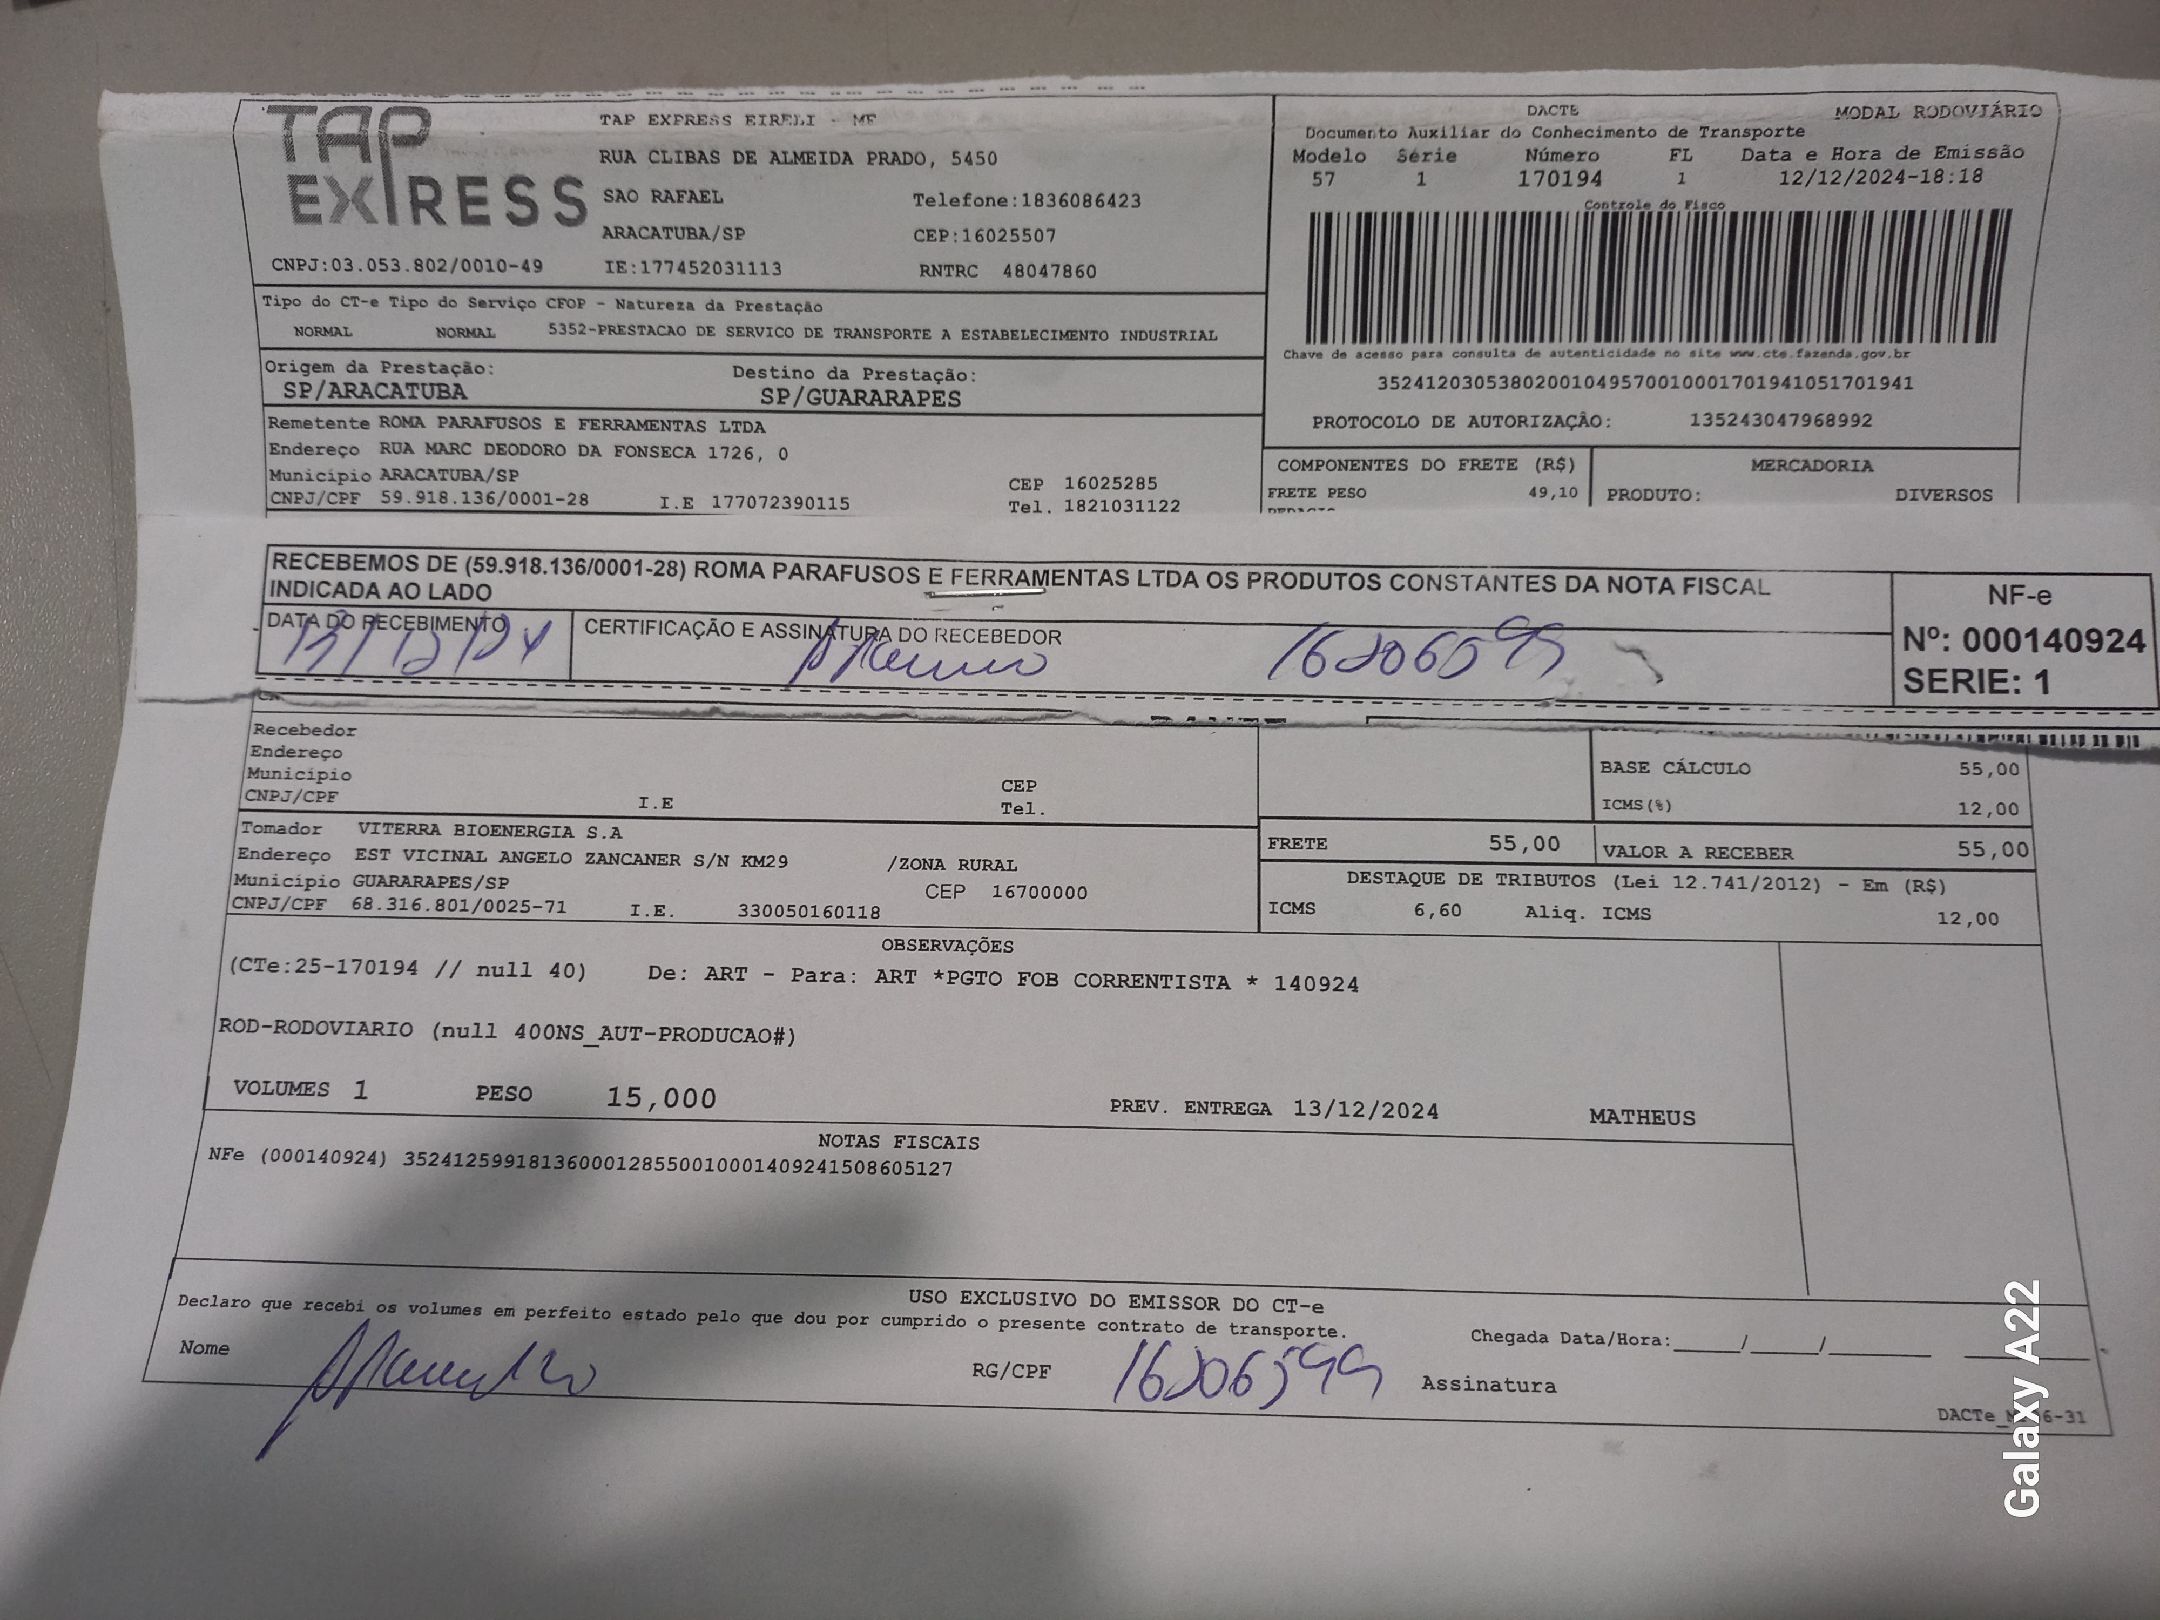 TAP EXPRESS
TAP EXPRESS EIRELI - ME
RUA CLIBAS DE ALMEIDA PRADO, 5450
SAO RAFAEL Telefone:1836086423
ARACATUBA/SP CEP:16025507
CNPJ:03.053.802/0010-49 IE:177452031113 RNTRC 48047860
DACTE MODAL RODOVIÁRIO
Documento Auxiliar do Conhecimento de Transporte
Modelo Série Número FL Data e Hora de Emissão
57 1 170194 1 12/12/2024-18:18
Controle do Fisco
Chave de acesso para consulta de autenticidade no site www.cte.fazenda.gov.br
35241203053802001049570010001701941051701941
PROTOCOLO DE AUTORIZAÇÂO: 135243047968992
Tipo do CT-e Tipo do Serviço CFOP - Natureza da Prestação
NORMAL NORMAL 5352-PRESTACAO DE SERVICO DE TRANSPORTE A ESTABELECIMENTO INDUSTRIAL
Origem da Prestação: Destino da Prestação:
SP/ARACATUBA SP/GUARARAPES
Remetente ROMA PARAFUSOS E FERRAMENTAS LTDA
Endereço RUA MARC DEODORO DA FONSECA 1726, 0
Município ARACATUBA/SP CEP 16025285
CNPJ/CPF 59.918.136/0001-28 I.E 177072390115 Tel. 1821031122
COMPONENTES DO FRETE (R$) MERCADORIA
FRETE PESO 49,10 PRODUTO: DIVERSOS
RECEBEMOS DE (59.918.136/0001-28) ROMA PARAFUSOS E FERRAMENTAS LTDA OS PRODUTOS CONSTANTES DA NOTA FISCAL
INDICADA AO LADO
DATA DO RECEBIMENTO CERTIFICAÇÃO E ASSINATURA DO RECEBEDOR
13/12/24 16206599
NF-e
Nº: 000140924
SERIE: 1
Recebedor
Endereço
Município CEP
CNPJ/CPF I.E Tel.
BASE CÁLCULO 55,00
ICMS(%) 12,00
Tomador VITERRA BIOENERGIA S.A
Endereço EST VICINAL ANGELO ZANCANER S/N KM29 /ZONA RURAL
Município GUARARAPES/SP CEP 16700000
CNPJ/CPF 68.316.801/0025-71 I.E. 330050160118
FRETE 55,00 VALOR A RECEBER 55,00
DESTAQUE DE TRIBUTOS (Lei 12.741/2012) - Em (R$)
ICMS 6,60 Aliq. ICMS 12,00
OBSERVAÇÕES
(CTe:25-170194 // null 40) De: ART - Para: ART *PGTO FOB CORRENTISTA * 140924
ROD-RODOVIARIO (null 400NS_AUT-PRODUCAO#)
VOLUMES 1 PESO 15,000 PREV. ENTREGA 13/12/2024 MATHEUS
NOTAS FISCAIS
NFe (000140924) 35241259918136000128550010001409241508605127
USO EXCLUSIVO DO EMISSOR DO CT-e
Declaro que recebi os volumes em perfeito estado pelo que dou por cumprido o presente contrato de transporte.
Nome RG/CPF 16206599
Chegada Data/Hora:_____/_____/________
Assinatura
Galaxy A22